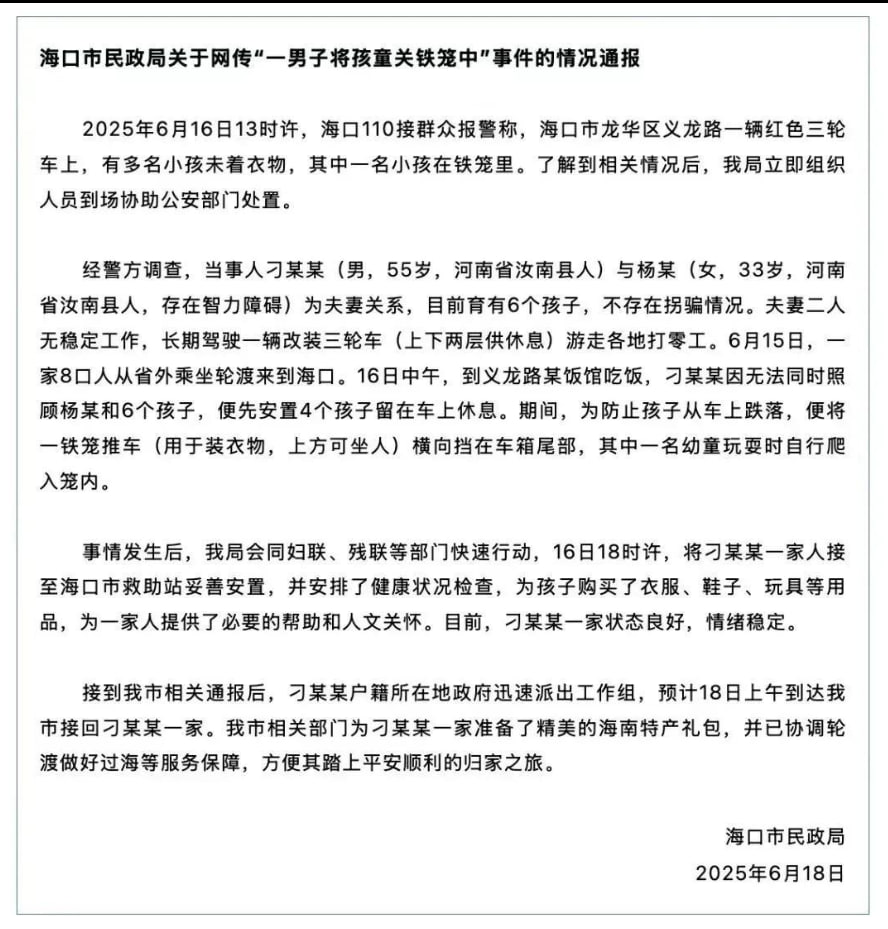 海口市民政局关于网传“一男子将孩童关铁笼中”事件的情况通报
2025年6月16日13时许，海口110接群众报警称，海口市龙华区义龙路一辆红色三轮
车上，有多名小孩未着衣物，其中一名小孩在铁笼里。了解到相关情况后，我局立即组织
人员到场协助公安部门处置。
经警方调查，当事人刁某某（男，55岁，河南省汝南县人）与杨某（女，33岁，河南
省汝南县人，存在智力障碍）为夫妻关系，目前育有6个孩子，不存在拐骗情况。夫妻二人
无稳定工作，长期驾驶一辆改装三轮车（上下两层供休息）游走各地打零工。6月15日，一
家8口人从省外乘坐轮渡来到海口。16日中午，到义龙路某饭馆吃饭，刁某某因无法同时照
顾杨某和6个孩子，便先安置4个孩子留在车上休息。期间，为防止孩子从车上跌落，便将
一铁笼推车（用于装衣物，上方可坐人）横向挡在车箱尾部，其中一名幼童玩耍时自行爬
入笼内。
事情发生后，我局会同妇联、残联等部门快速行动，16日18时许，将刁某某一家人接
至海口市救助站妥善安置，并安排了健康状况检查，为孩子购买了衣服、鞋子、玩具等用
品，为一家人提供了必要的帮助和人文关怀。目前，刁某某一家状态良好，情绪稳定。
接到我市相关通报后，刁某某户籍所在地政府迅速派出工作组，预计18日上午到达我
市接回刁某某一家。我市相关部门为刁某某一家准备了精美的海南特产礼包，并已协调轮
渡做好过海等服务保障，方便其踏上平安顺利的归家之旅。
海口市民政局
2025年6月18日